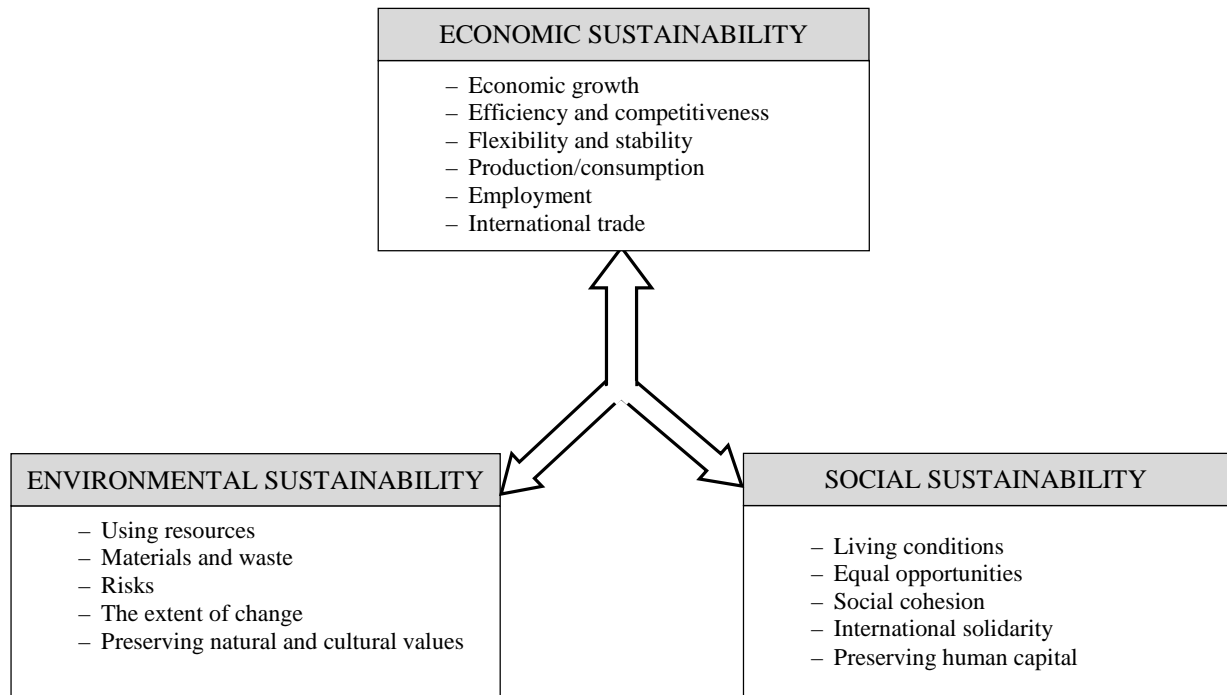 ECONOMIC SUSTAINABILITY
– Economic growth
– Efficiency and competitiveness
– Flexibility and stability
– Production/consumption
– Employment
– International trade
ENVIRONMENTAL SUSTAINABILITY
– Using resources
– Materials and waste
– Risks
– The extent of change
– Preserving natural and cultural values
SOCIAL SUSTAINABILITY
– Living conditions
– Equal opportunities
– Social cohesion
– International solidarity
– Preserving human capital